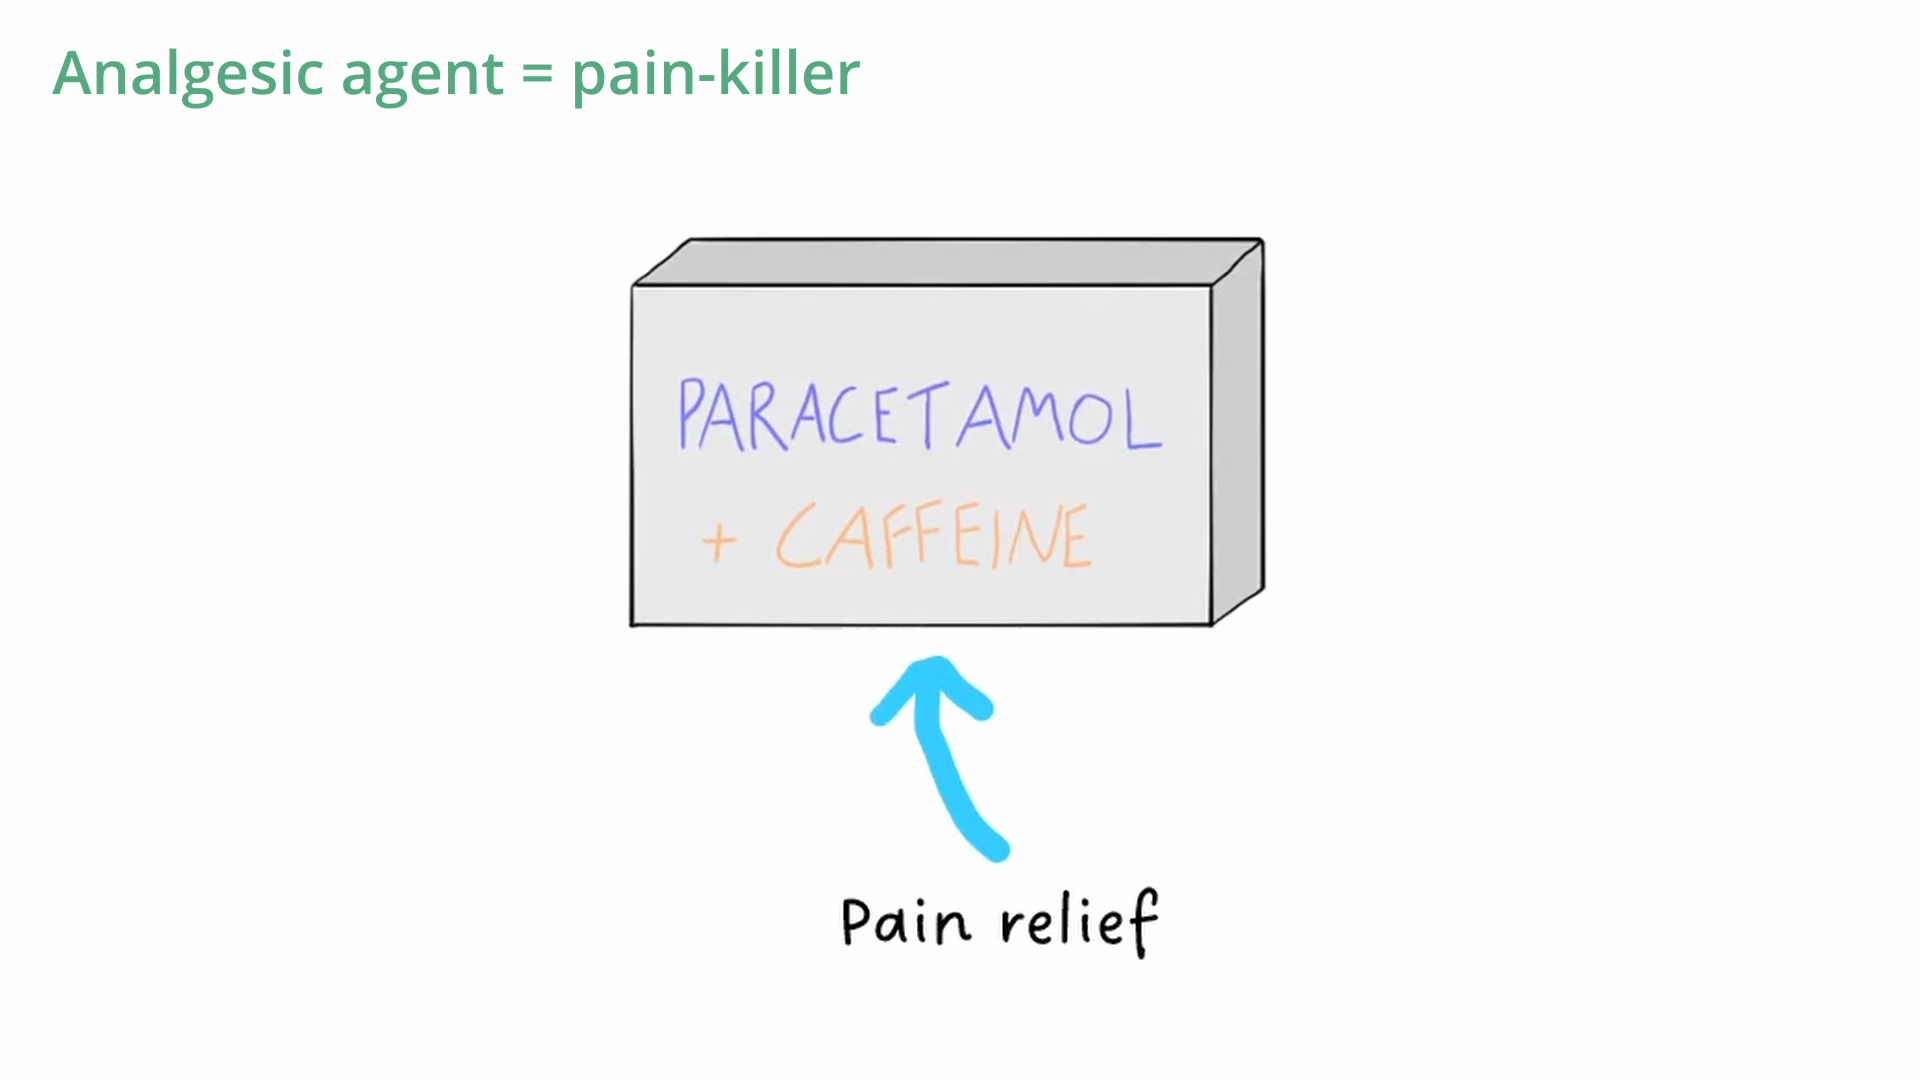 Analgesic agent = pain-killer
PARACETAMOL
+ CAFFEINE
Pain relief